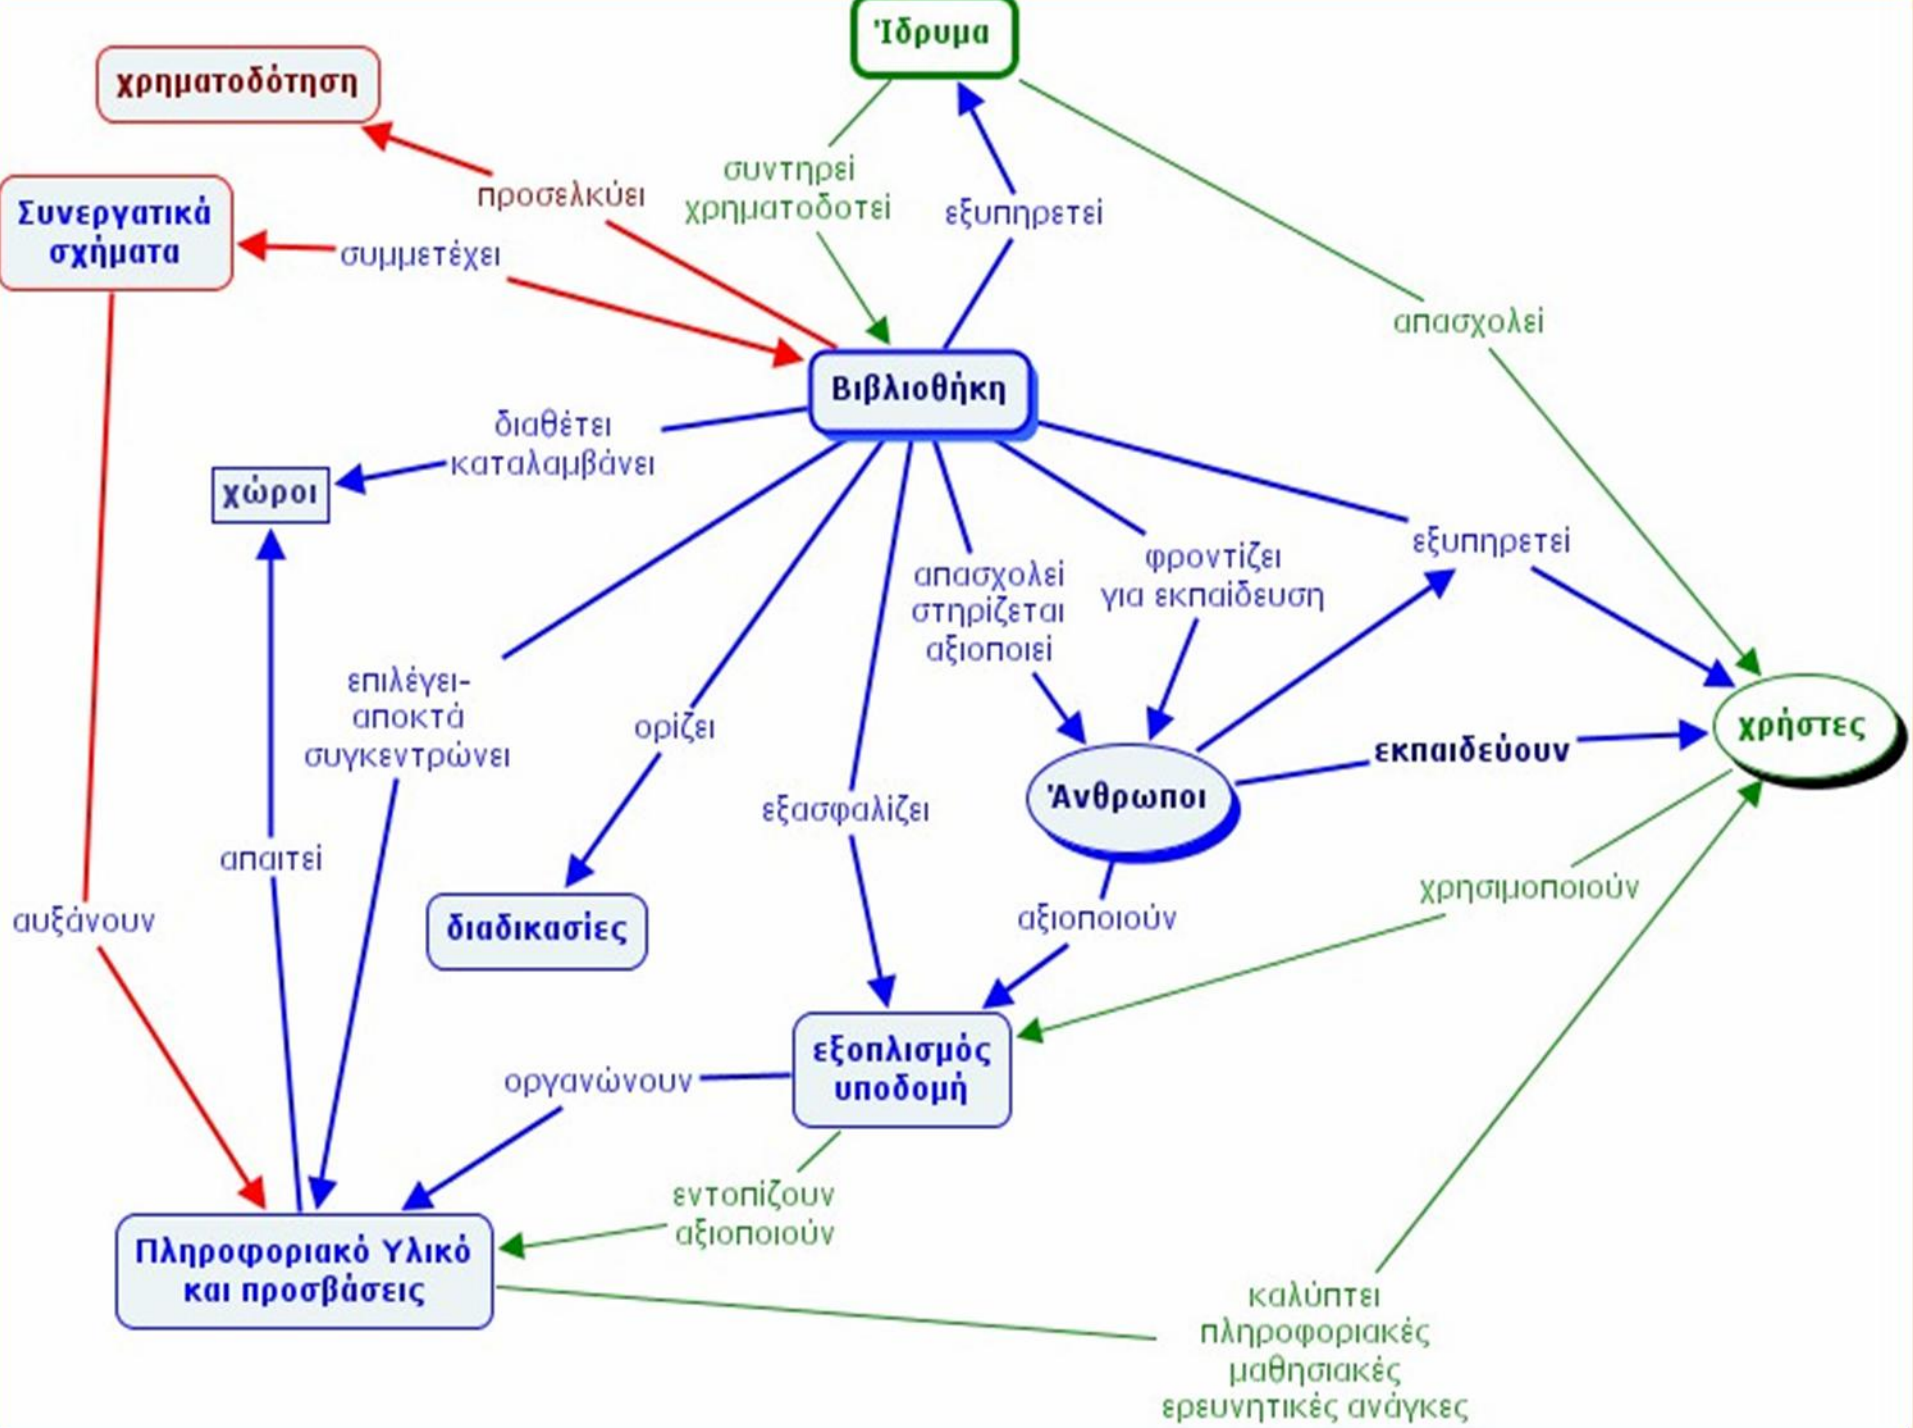 Ίδρυμα
χρηματοδότηση
συντηρεί
χρηματοδοτεί
προσελκύει
εξυπηρετεί
Συνεργατικά
σχήματα
συμμετέχει
απασχολεί
Βιβλιοθήκη
διαθέτει
καταλαμβάνει
χώροι
εξυπηρετεί
φροντίζει
για εκπαίδευση
απασχολεί
στηρίζεται
αξιοποιεί
επιλέγει-
αποκτά
συγκεντρώνει
ορίζει
χρήστες
εκπαιδεύουν
Άνθρωποι
εξασφαλίζει
απαιτεί
χρησιμοποιούν
αυξάνουν
διαδικασίες
αξιοποιούν
εξοπλισμός
υποδομή
οργανώνουν
εντοπίζουν
αξιοποιούν
Πληροφοριακό Υλικό
και προσβάσεις
καλύπτει
πληροφοριακές
μαθησιακές
ερευνητικές ανάγκες